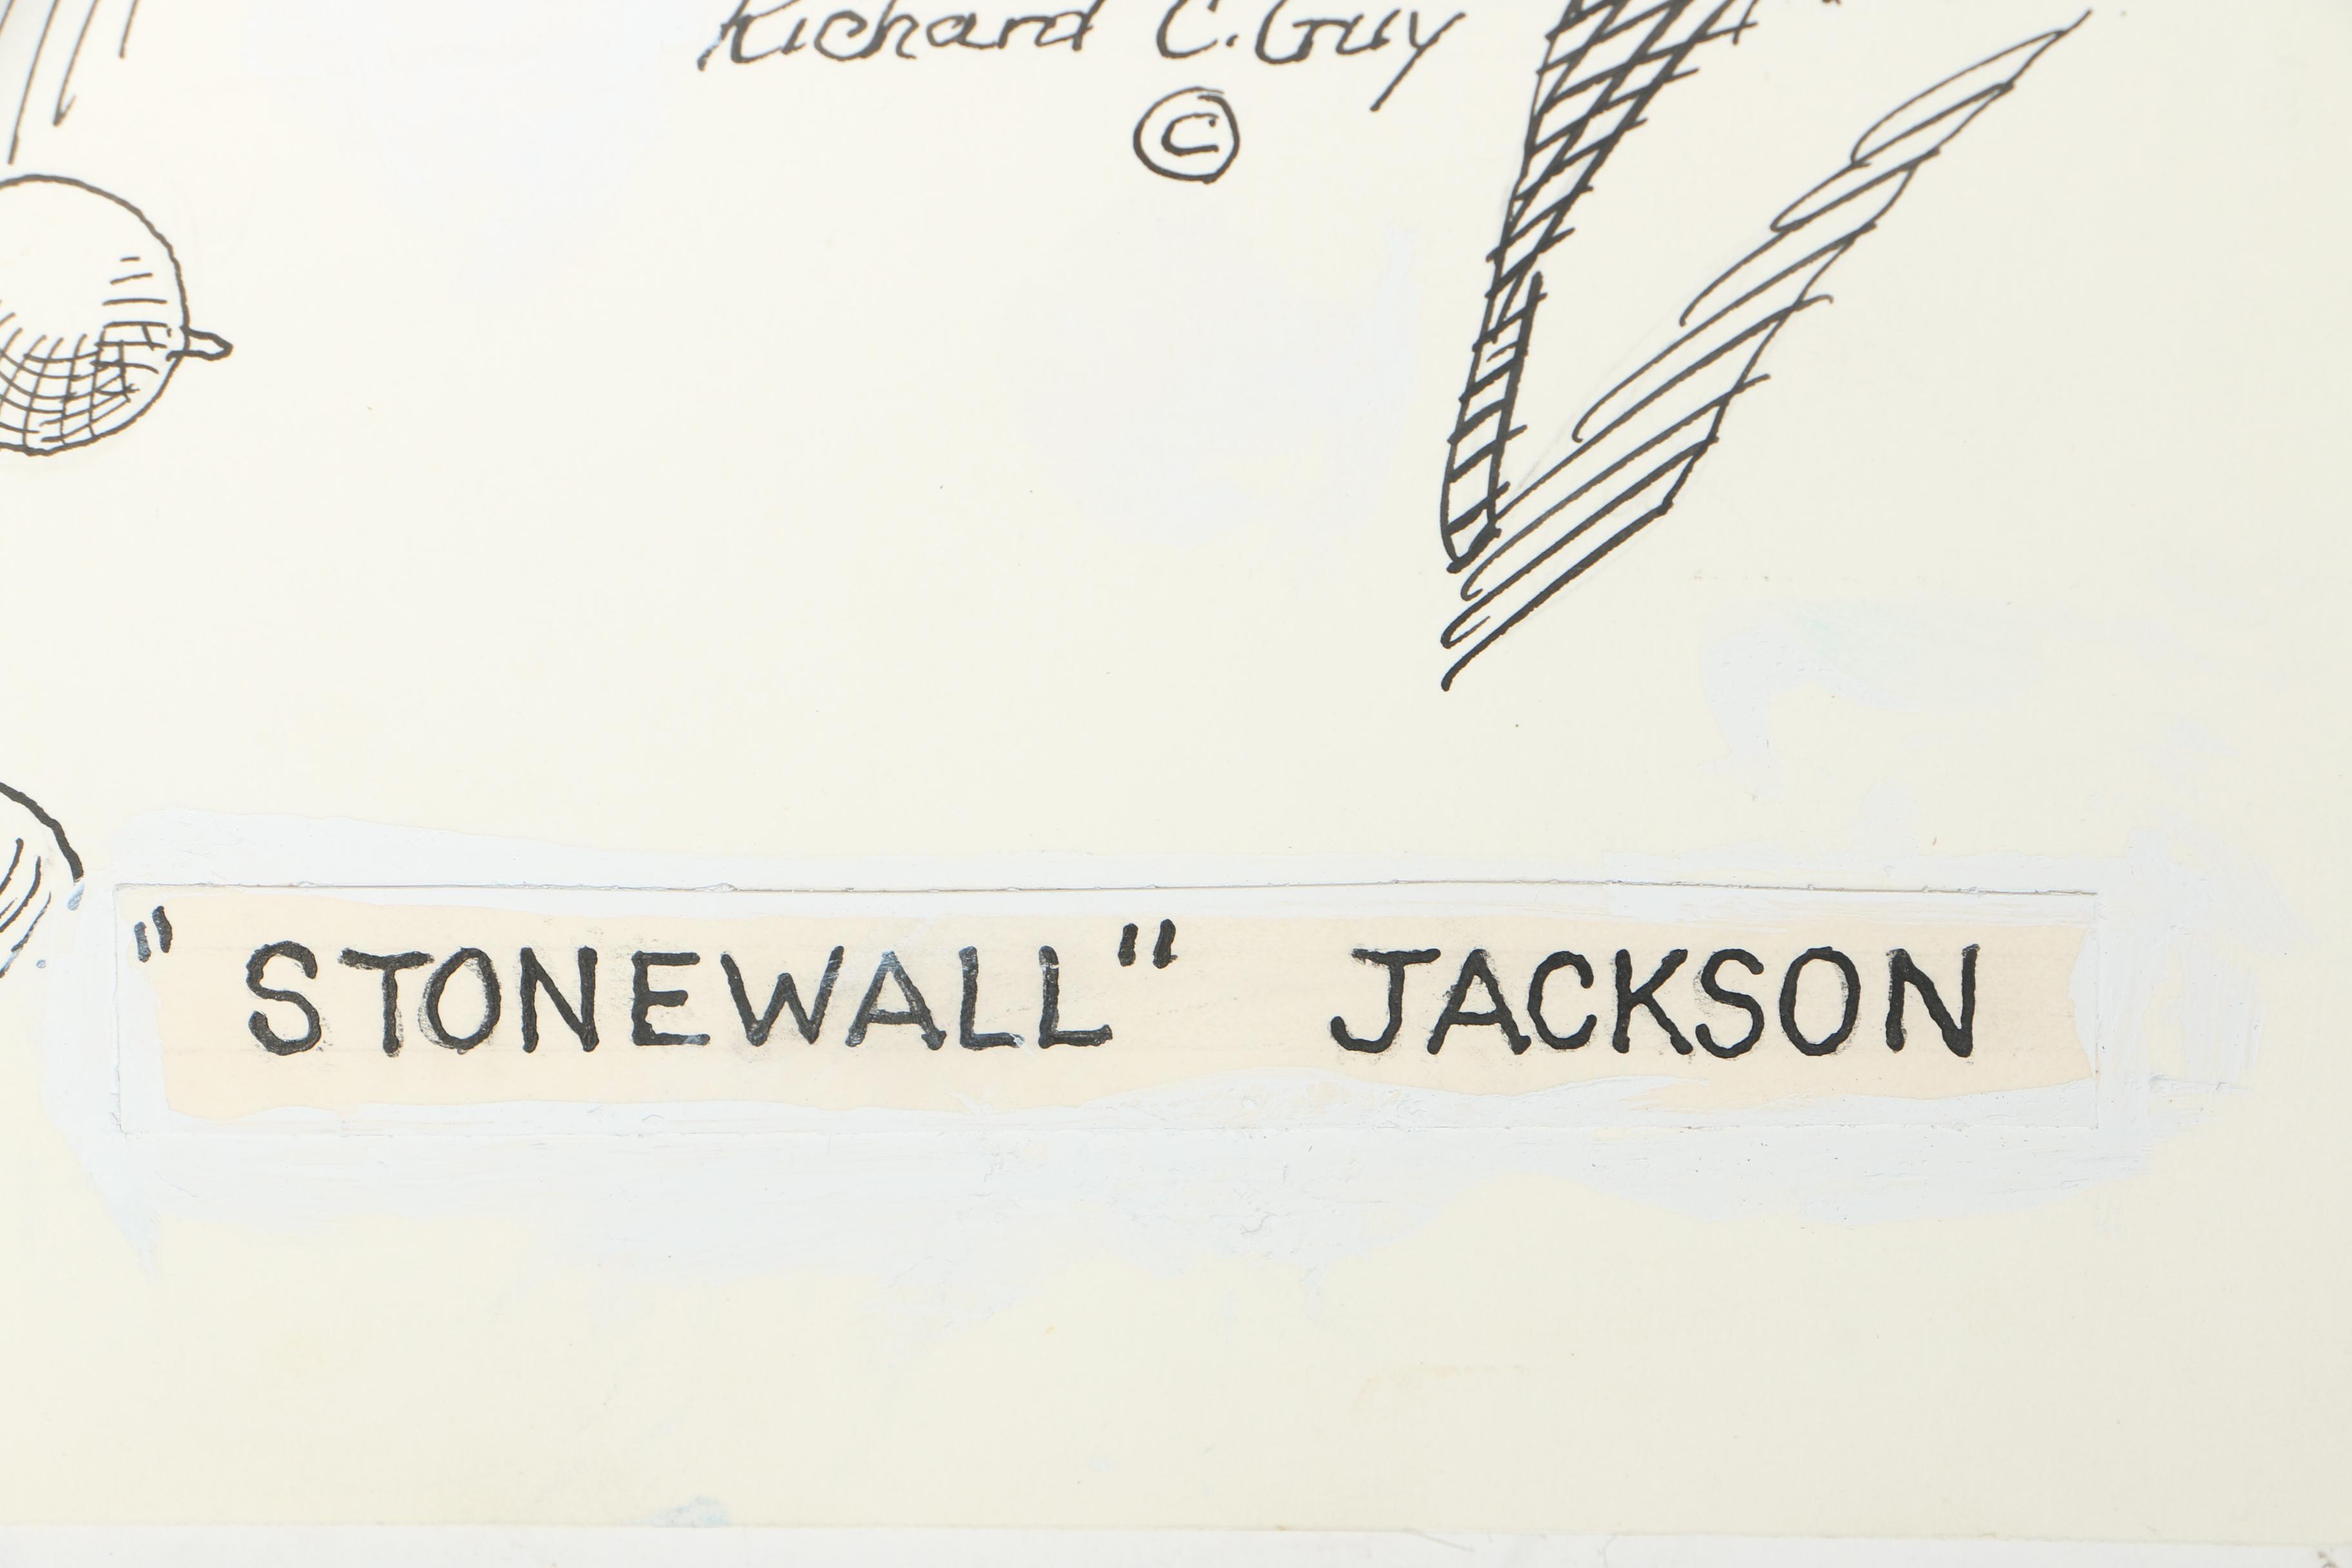 Richard C. Guy
©
"STONEWALL" JACKSON